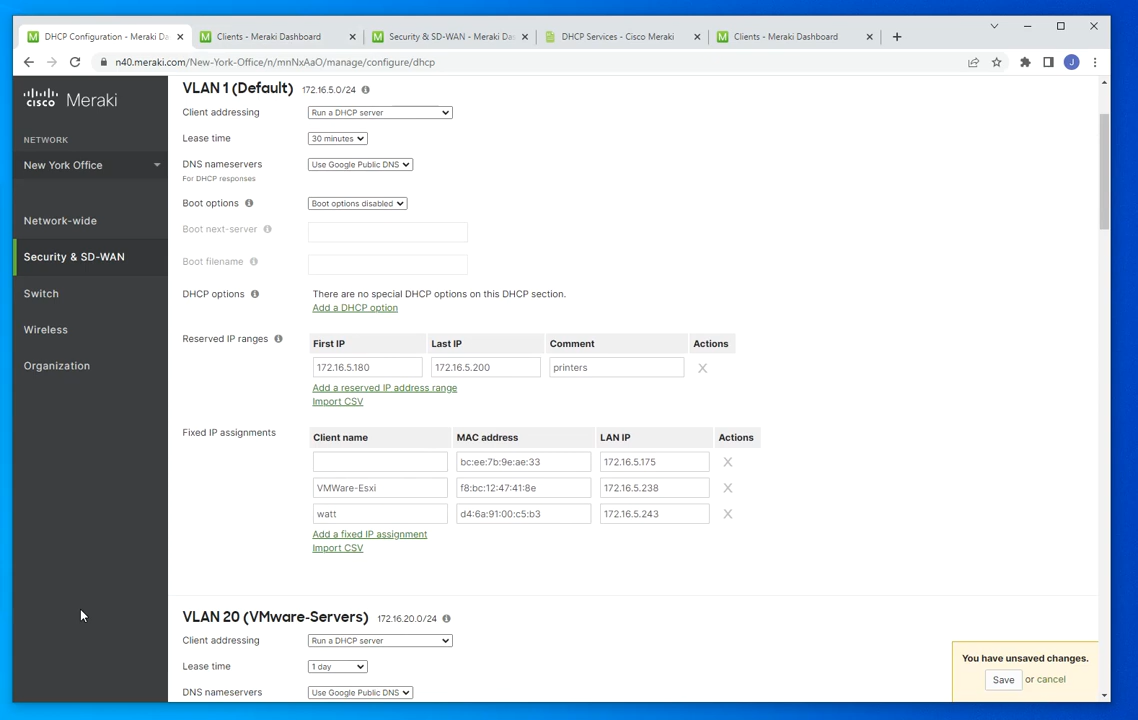 DHCP Configuration - Meraki Da
Clients - Meraki Dashboard
Security & SD-WAN - Meraki Das
DHCP Services - Cisco Meraki
Clients - Meraki Dashboard
n40.meraki.com/New-York-Office/n/mnNxAaO/manage/configure/dhcp
J
CISCO Meraki
NETWORK
New York Office
Network-wide
Security & SD-WAN
Switch
Wireless
Organization
VLAN 1 (Default) 172.16.5.0/24
Client addressing Run a DHCP server
Lease time 30 minutes
DNS nameservers Use Google Public DNS
For DHCP responses
Boot options Boot options disabled
Boot next-server
Boot filename
DHCP options There are no special DHCP options on this DHCP section.
Add a DHCP option
Reserved IP ranges First IP Last IP Comment Actions
172.16.5.180 172.16.5.200 printers X
Add a reserved IP address range
Import CSV
Fixed IP assignments Client name MAC address LAN IP Actions
bc:ee:7b:9e:ae:33 172.16.5.175 X
VMWare-Esxi f8:bc:12:47:41:8e 172.16.5.238 X
watt d4:6a:91:00:c5:b3 172.16.5.243 X
Add a fixed IP assignment
Import CSV
VLAN 20 (VMware-Servers) 172.16.20.0/24
Client addressing Run a DHCP server
Lease time 1 day
DNS nameservers Use Google Public DNS
You have unsaved changes.
Save or cancel